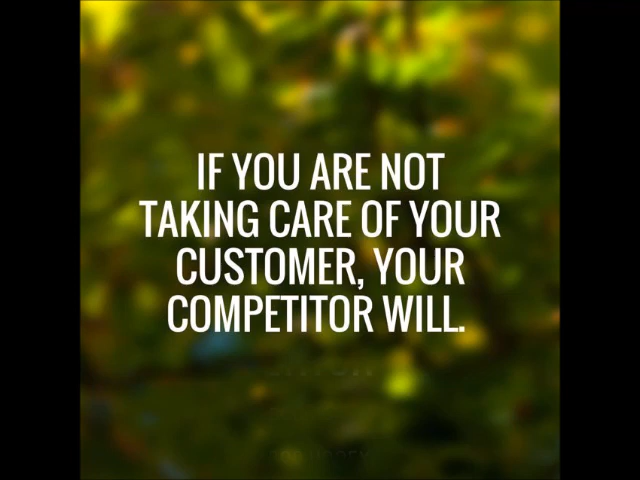 IF YOU ARE NOT
TAKING CARE OF YOUR
CUSTOMER, YOUR
COMPETITOR WILL.